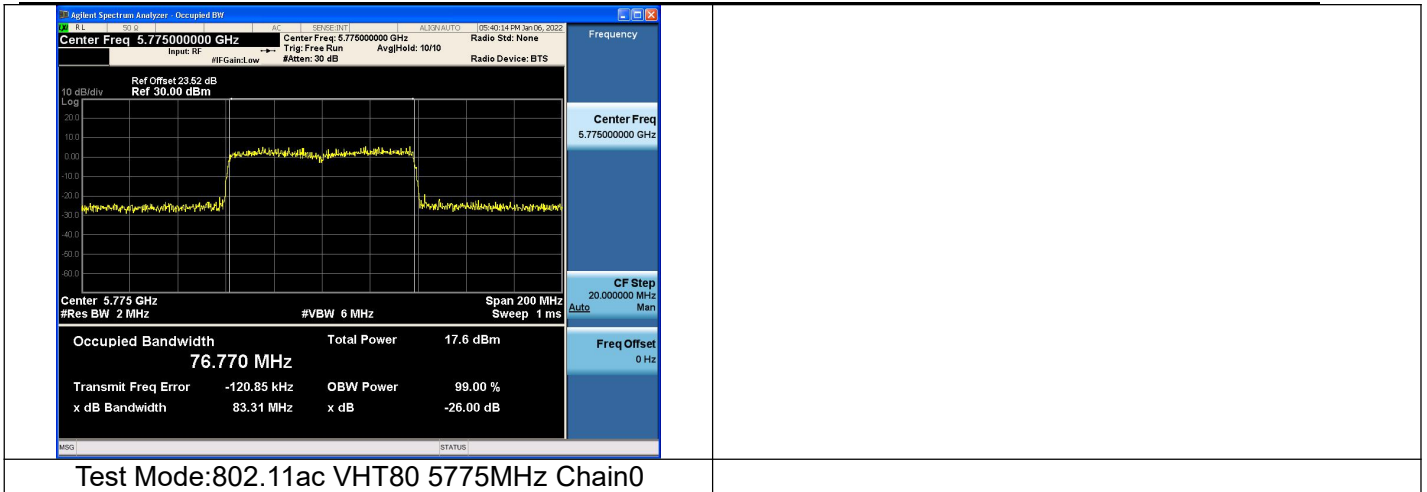 Agilent Spectrum Analyzer - Occupied BW
RL 50 Ω AC SENSE:INT ALIGN AUTO 05:40:14 PM Jan 06, 2022
Center Freq 5.775000000 GHz Center Freq: 5.775000000 GHz Radio Std: None Frequency
Input: RF Trig: Free Run Avg|Hold: 10/10
#IFGain:Low #Atten: 30 dB Radio Device: BTS
Ref Offset 23.52 dB
10 dB/div Ref 30.00 dBm
Log
20.0
10.0
0.00
-10.0
-20.0
-30.0
-40.0
-50.0
-60.0
Center Freq
5.775000000 GHz
CF Step
20.000000 MHz
Auto Man
Center 5.775 GHz Span 200 MHz
#Res BW 2 MHz #VBW 6 MHz Sweep 1 ms
Occupied Bandwidth Total Power 17.6 dBm
76.770 MHz
Transmit Freq Error -120.85 kHz OBW Power 99.00 %
x dB Bandwidth 83.31 MHz x dB -26.00 dB
Freq Offset
0 Hz
MSG STATUS
Test Mode:802.11ac VHT80 5775MHz Chain0